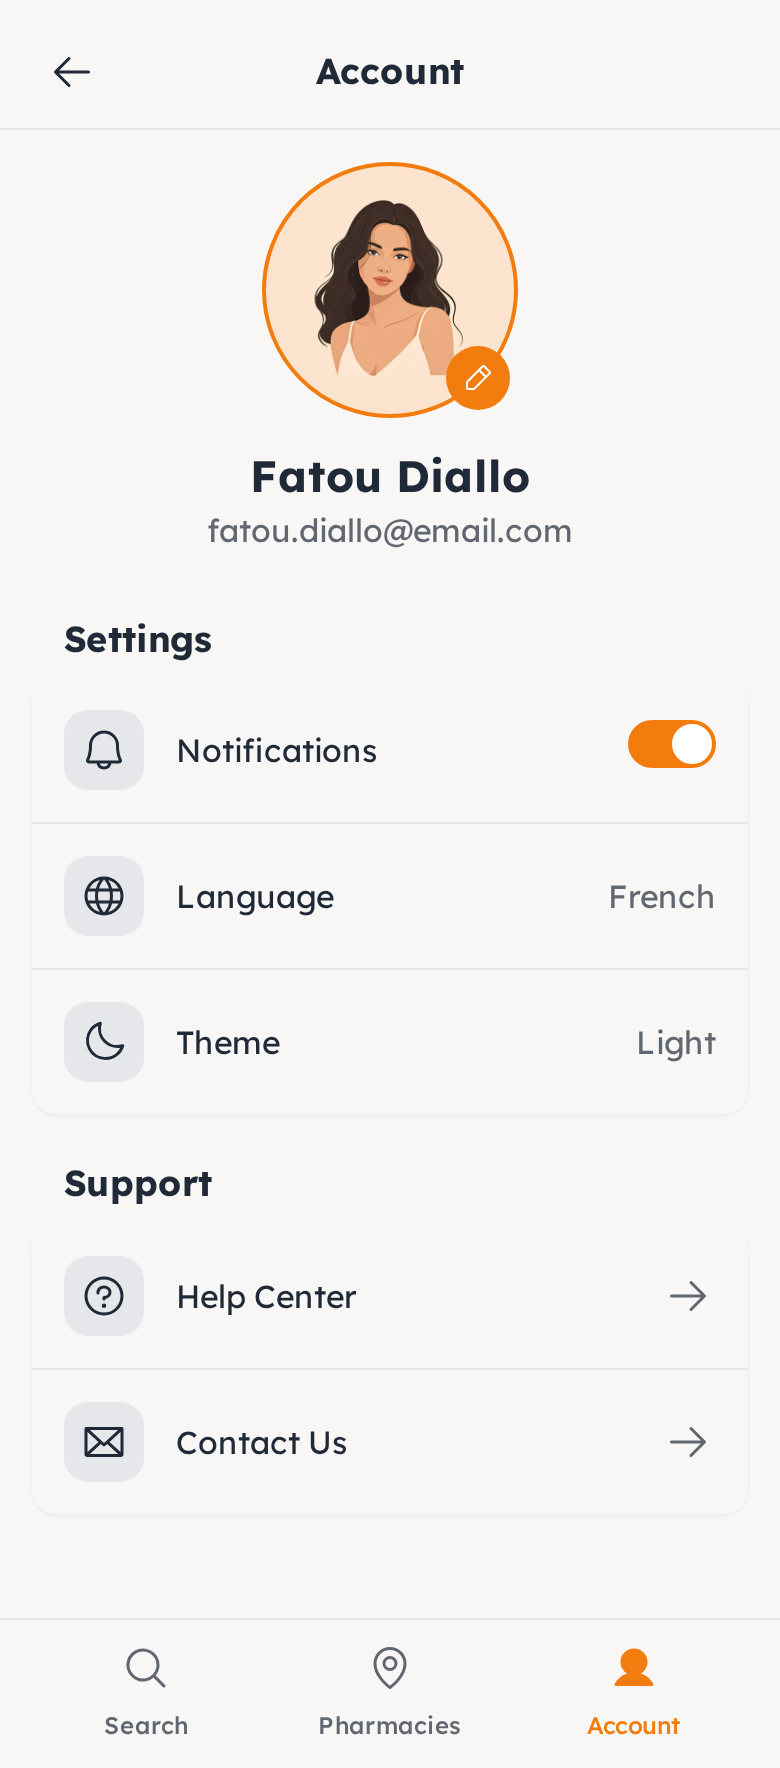 Account
Fatou Diallo
fatou.diallo@email.com
Settings
Notifications
Language French
Theme Light
Support
Help Center
Contact Us
Search Pharmacies Account